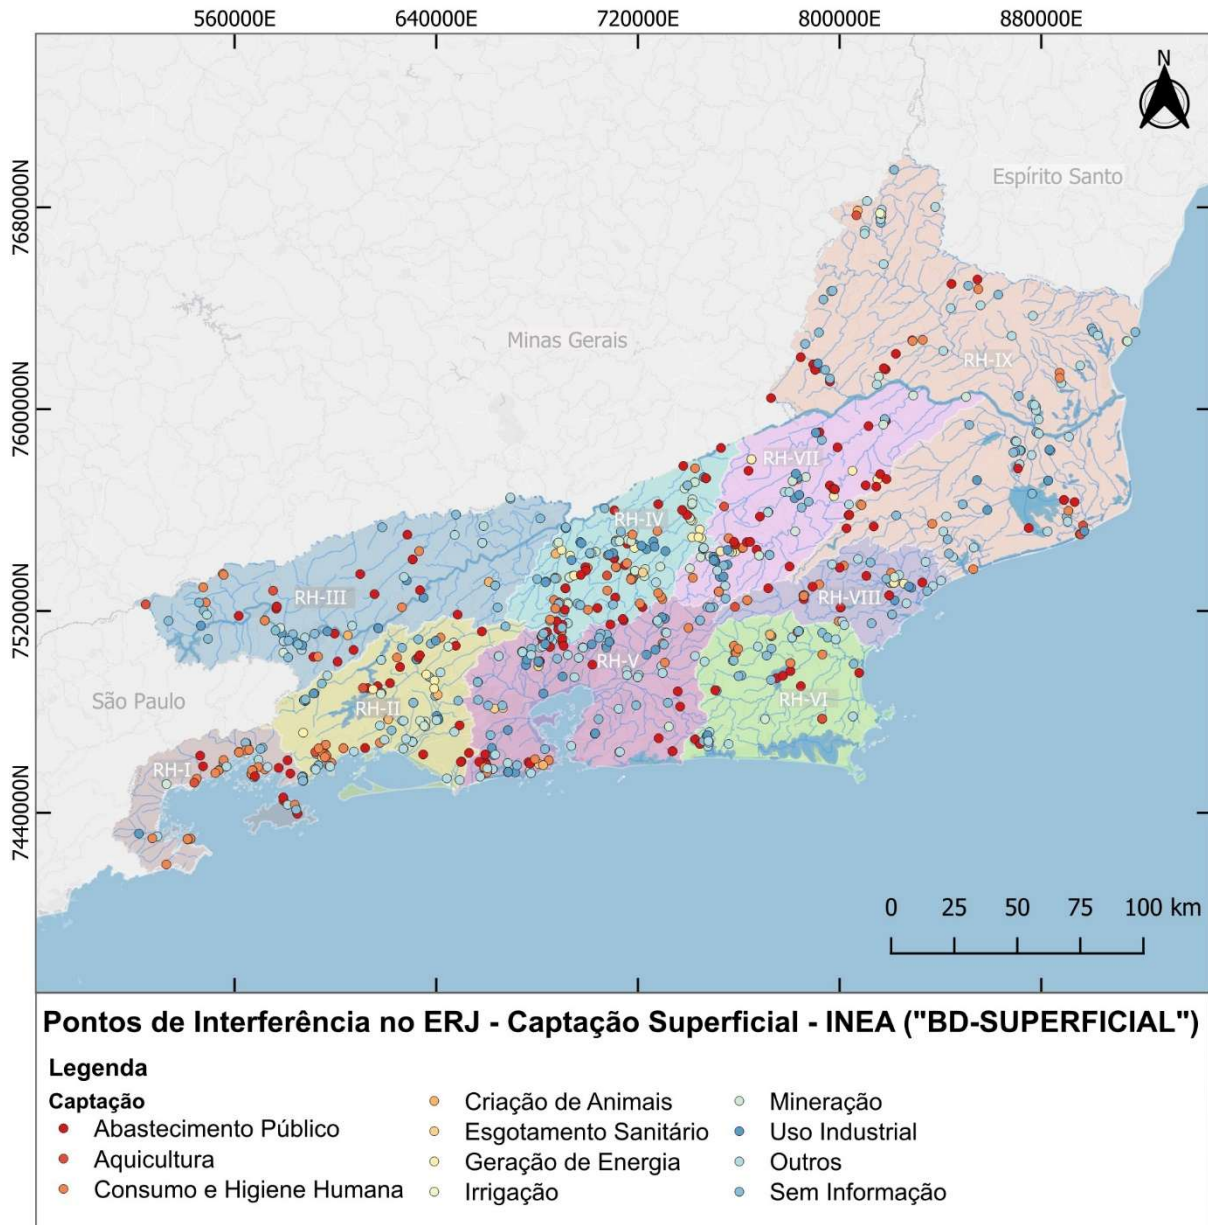 560000E 640000E 720000E 8000000E 880000E
N
Espírito Santo
7680000N
Minas Gerais
RH-IX
7600000N
RH-VII
RH-IV
RH-III
RH-VIII
7520000N
RH-V
São Paulo
RH-VI
RH-II
RH-I
7440000N
0 25 50 75 100 km
Pontos de Interferência no ERJ - Captação Superficial - INEA ("BD-SUPERFICIAL")
Legenda
Captação
Abastecimento Público
Aquicultura
Consumo e Higiene Humana
Criação de Animais
Esgotamento Sanitário
Geração de Energia
Irrigação
Mineração
Uso Industrial
Outros
Sem Informação